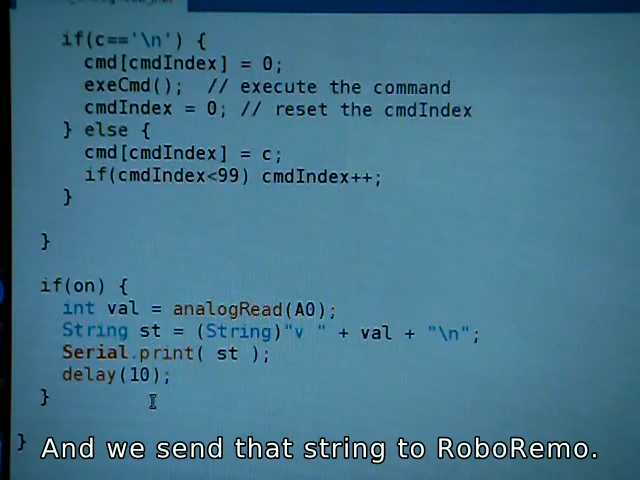 if(c=='\n') {
cmd[cmdIndex] = 0;
exeCmd(); // execute the command
cmdIndex = 0; // reset the cmdIndex
} else {
cmd[cmdIndex] = c;
if(cmdIndex<99) cmdIndex++;
}
}
if(on) {
int val = analogRead(A0);
String st = (String)"v " + val + "\n";
Serial.print( st );
delay(10);
}
}
And we send that string to RoboRemo.